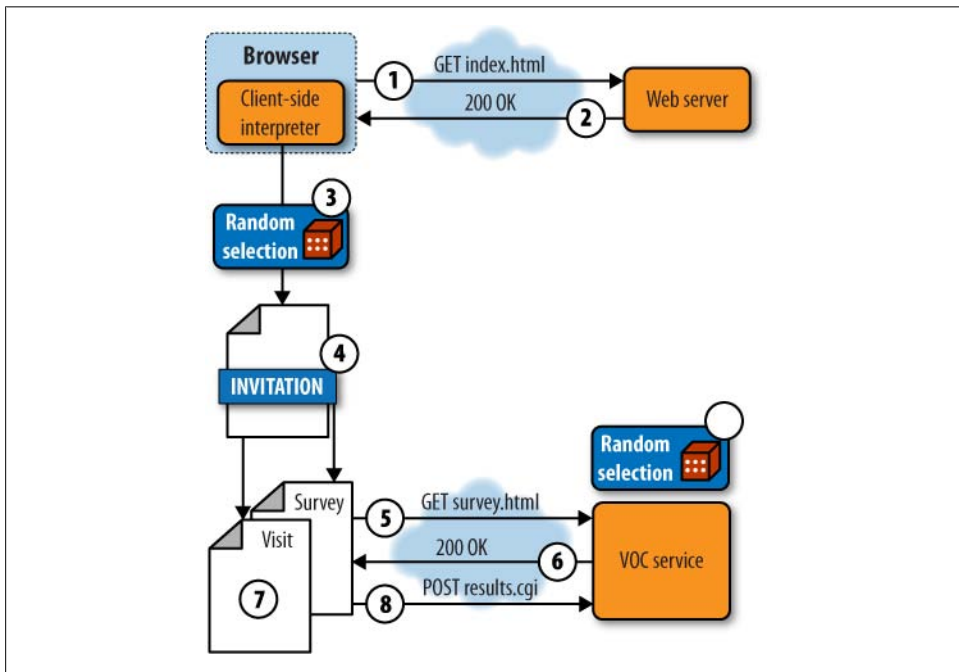 Browser
Client-side
interpreter
1
GET index.html
200 OK
2
Web server
3
Random
selection
4
INVITATION
Random
selection
Survey
Visit
5
GET survey.html
200 OK
6
VOC service
7
8
POST results.cgi